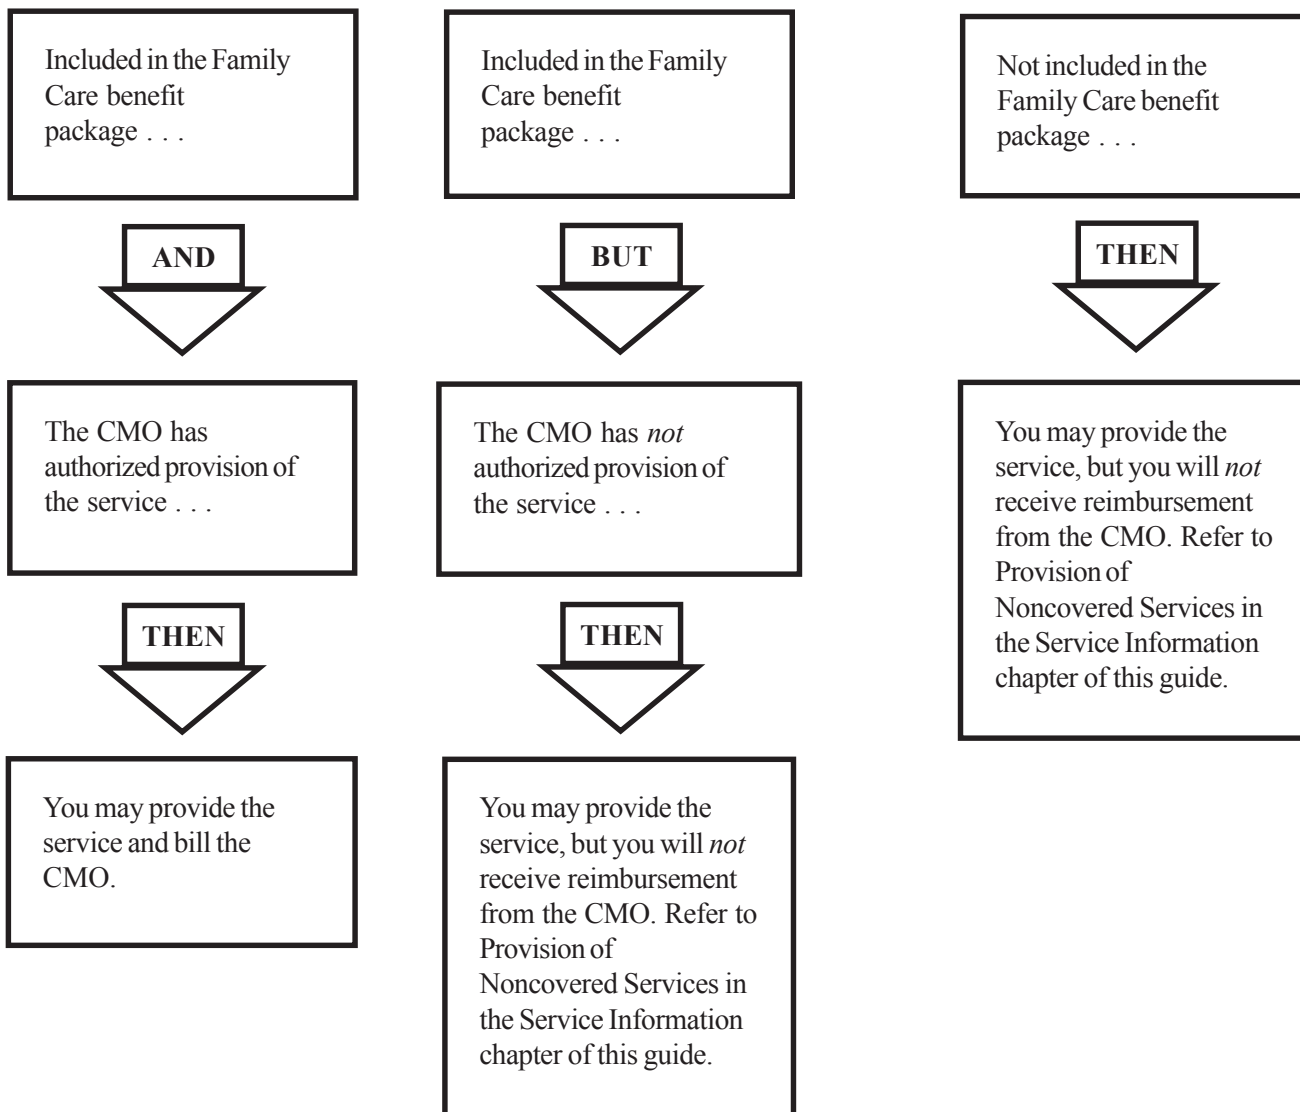 Included in the Family
Care benefit
package . . .
AND
The CMO has
authorized provision of
the service . . .
THEN
You may provide the
service and bill the
CMO.
Included in the Family
Care benefit
package . . .
BUT
The CMO has not
authorized provision of
the service . . .
THEN
You may provide the
service, but you will not
receive reimbursement
from the CMO. Refer to
Provision of
Noncovered Services in
the Service Information
chapter of this guide.
Not included in the
Family Care benefit
package . . .
THEN
You may provide the
service, but you will not
receive reimbursement
from the CMO. Refer to
Provision of
Noncovered Services in
the Service Information
chapter of this guide.